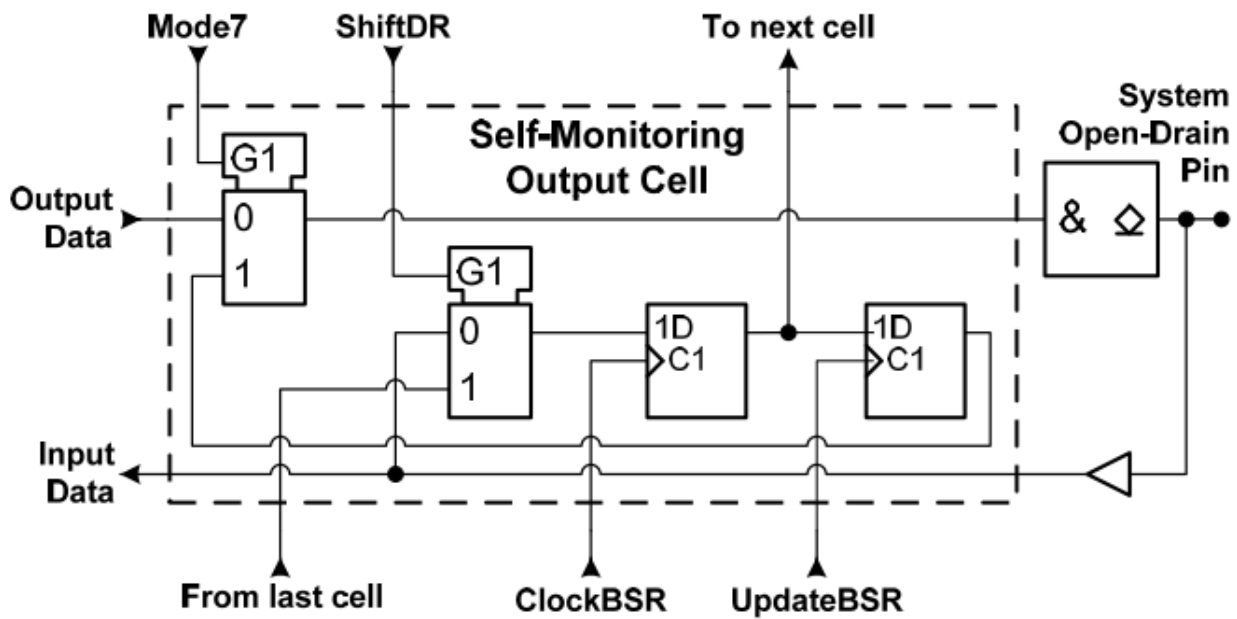 Mode7
ShiftDR
To next cell
System
Open-Drain
Pin
Self-Monitoring
Output Cell
G1
Output
Data
0
1
&
G1
0
1
1D
C1
1D
C1
Input
Data
From last cell
ClockBSR
UpdateBSR